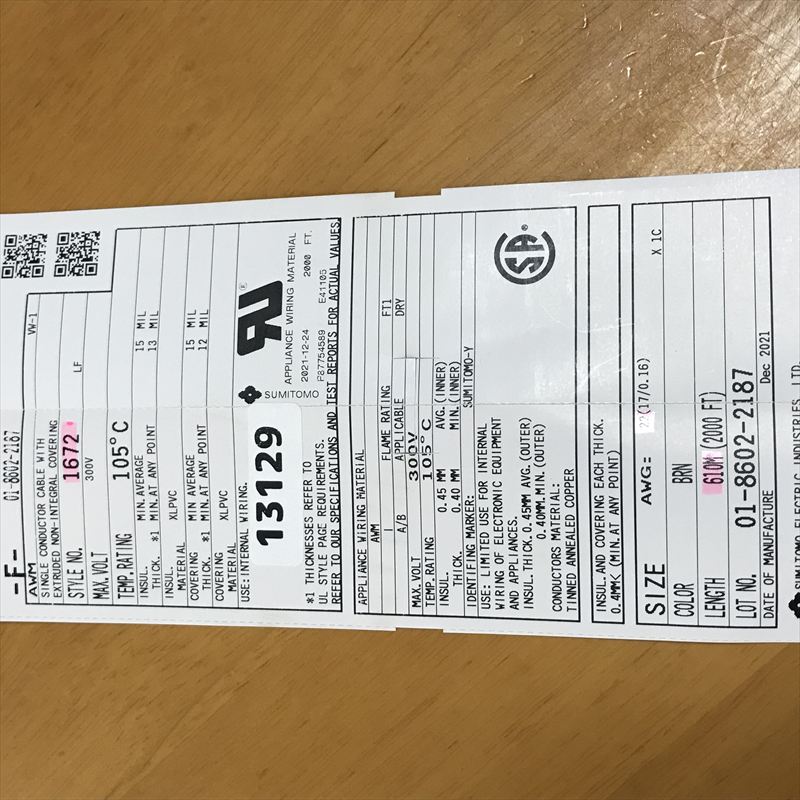 -F- 01-8602-2187
AWM VW-1
SINGLE CONDUCTOR CABLE WITH
EXTRUDED NON-INTEGRAL COVERING
STYLE NO. 1672 LF
MAX.VOLT 300V
TEMP.RATING 105°C
INSUL. MIN.AVERAGE 15 MIL
THICK. *1 MIN.AT ANY POINT 13 MIL
INSUL. XLPVC
MATERIAL
COVERING MIN AVERAGE 15 MIL
THICK. *1 MIN.AT ANY POINT 12 MIL
COVERING XLPVC
MATERIAL
USE:INTERNAL WIRING.
13129
SUMITOMO
APPLIANCE WIRING MATERIAL
2021-12-24 2000 FT.
P87754589 E41105
*1 THICKNESSES REFER TO
UL STYLE PAGE REQUIREMENTS.
REFER TO OUR SPECIFICATIONS AND TEST REPORTS FOR ACTUAL VALUES
APPLIANCE WIRING MATERIAL
AWM I FLAME RATING FT1
A/B APPLICABLE DRY
MAX.VOLT 300V
TEMP.RATING 105°C
INSUL. 0.45 MM AVG.(INNER)
THICK. 0.40 MM MIN.(INNER)
IDENTIFYING MARKER: SUMITOMO-Y
USE: LIMITED USE FOR INTERNAL
WIRING OF ELECTRONIC EQUIPMENT
AND APPLIANCES.
INSUL.THICK.0.45MM AVG.(OUTER)
0.40MM.MIN.(OUTER)
CONDUCTORS MATERIAL:
TINNED ANNEALED COPPER
SA®
INSUL.AND COVERING EACH THICK.
0.4MM< (MIN.AT ANY POINT)
SIZE AWG: 22(17/0.16) X 1C
COLOR BRN
LENGTH 610M (2000 FT)
LOT NO. 01-8602-2187
DATE OF MANUFACTURE Dec 2021
SUMITOMO ELECTRIC INDUSTRIES LTD.